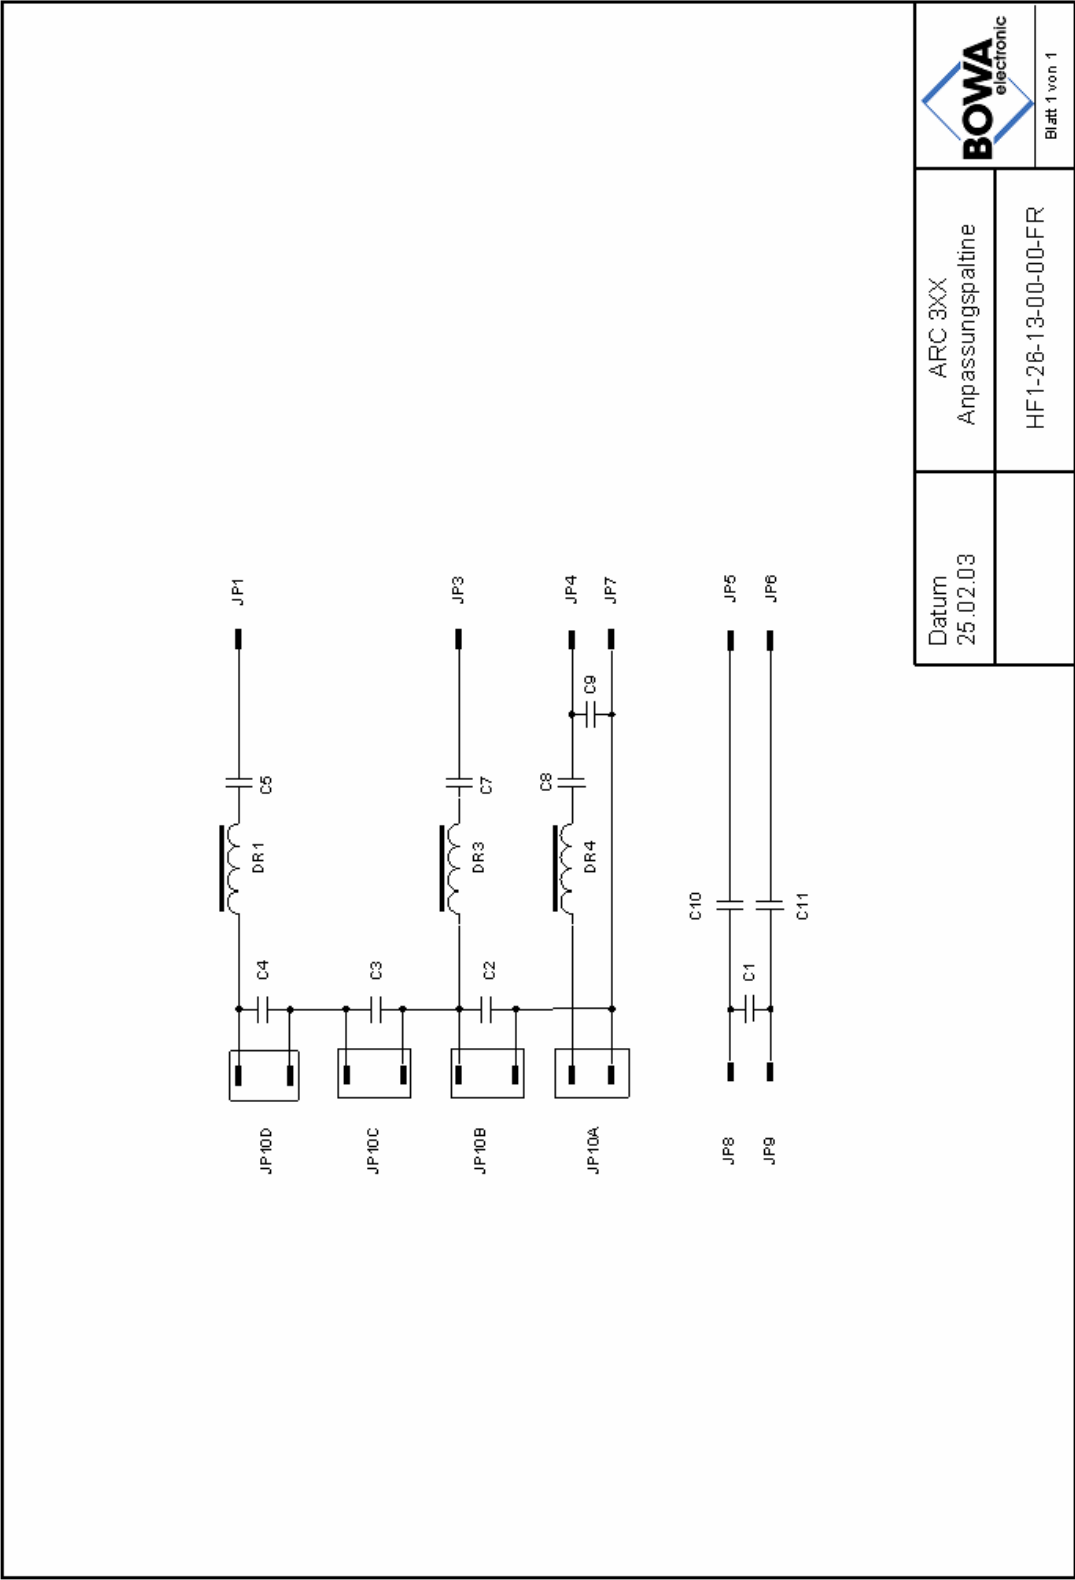 JP1
JP3
JP4
JP7
JP5
JP6
C9
C5
C7
C8
DR1
DR3
DR4
C10
C11
C4
C3
C2
C1
JP10D
JP10C
JP10B
JP10A
JP8
JP9
Datum
25.02.03
ARC 3XX
Anpassungspaltine
HF1-26-13-00-00-FR
BOWA
electronic
Blatt 1 von 1